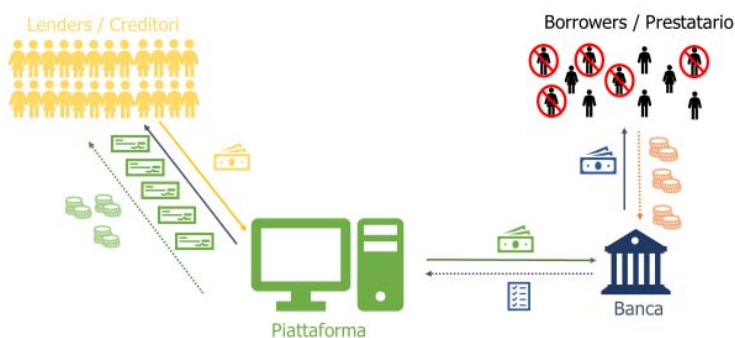 Lenders / Creditori
Borrowers / Prestatario
Piattaforma
Banca